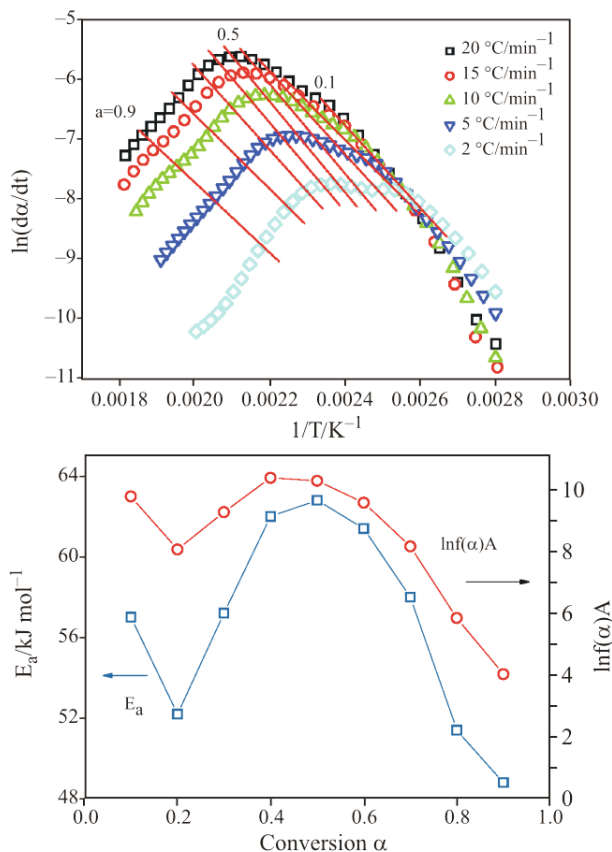 −5
−6
−7
−8
−9
−10
−11
ln(dα/dt)
0.5
0.1
a=0.9
20 °C/min⁻¹
15 °C/min⁻¹
10 °C/min⁻¹
5 °C/min⁻¹
2 °C/min⁻¹
0.0018 0.0020 0.0022 0.0024 0.0026 0.0028 0.0030
1/T/K⁻¹
64
60
56
52
48
Eₐ/kJ mol⁻¹
lnf(α)A
Eₐ
10
8
6
4
2
0
lnf(α)A
0.0 0.2 0.4 0.6 0.8 1.0
Conversion α